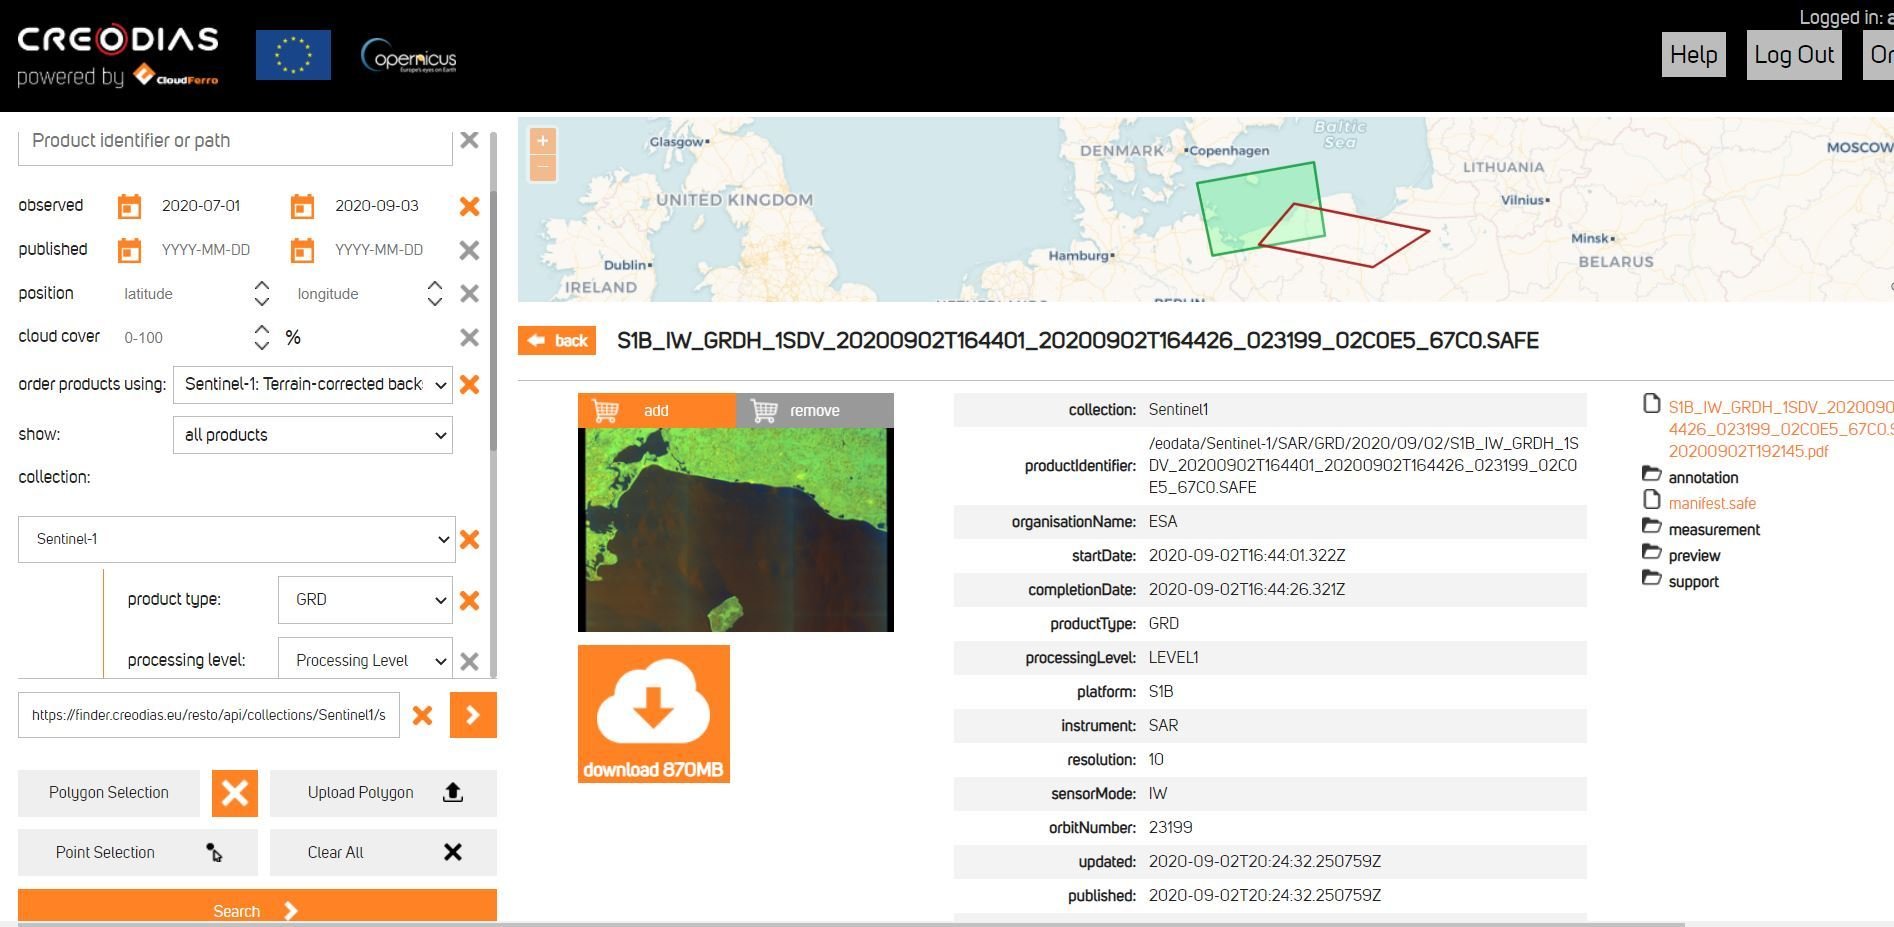 CREODIAS
powered by CloudFerro
opernicus
Europe's eyes on Earth
Logged in: a
Help
Log Out
Or
Product identifier or path
observed 2020-07-01 2020-09-03
published YYYY-MM-DD YYYY-MM-DD
position latitude longitude
cloud cover 0-100 %
order products using: Sentinel-1: Terrain-corrected back
show: all products
collection:
Sentinel-1
product type: GRD
processing level: Processing Level
https://finder.creodias.eu/resto/api/collections/Sentinel1/s
Polygon Selection
Upload Polygon
Point Selection
Clear All
Search
+
−
Glasgow
UNITED KINGDOM
Dublin
IRELAND
DENMARK
Copenhagen
Baltic
Sea
Hamburg
NETHERLANDS
BERLIN
LITHUANIA
Vilnius
Minsk
BELARUS
MOSCOW
back
S1B_IW_GRDH_1SDV_20200902T164401_20200902T164426_023199_02C0E5_67C0.SAFE
add
remove
download 870MB
collection: Sentinel1
productIdentifier: /eodata/Sentinel-1/SAR/GRD/2020/09/02/S1B_IW_GRDH_1S
DV_20200902T164401_20200902T164426_023199_02C0
E5_67C0.SAFE
organisationName: ESA
startDate: 2020-09-02T16:44:01.322Z
completionDate: 2020-09-02T16:44:26.321Z
productType: GRD
processingLevel: LEVEL1
platform: S1B
instrument: SAR
resolution: 10
sensorMode: IW
orbitNumber: 23199
updated: 2020-09-02T20:24:32.250759Z
published: 2020-09-02T20:24:32.250759Z
S1B_IW_GRDH_1SDV_202090
4426_023199_02C0E5_67C0.S
20200902T192145.pdf
annotation
manifest.safe
measurement
preview
support